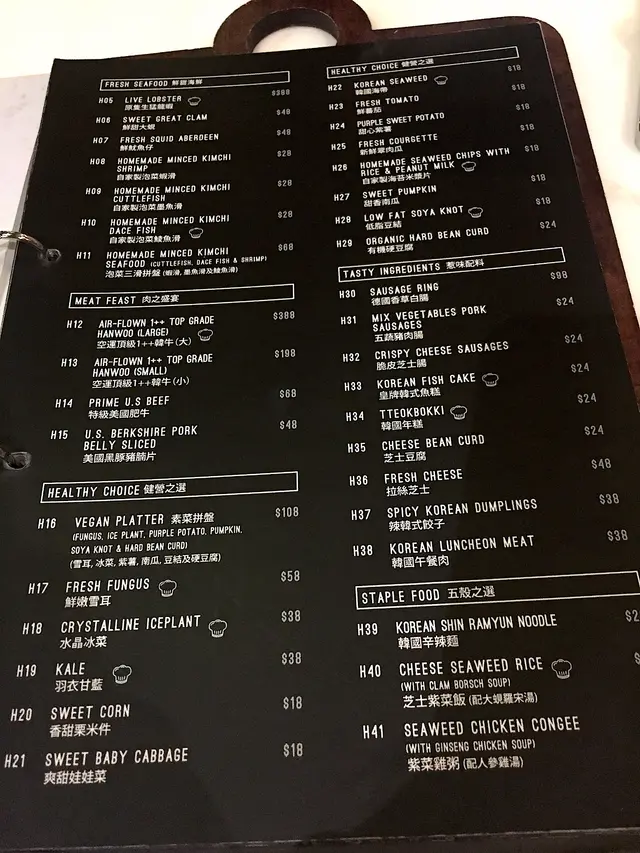 FRESH SEAFOOD 鮮甜海鮮
H05 LIVE LOBSTER $398
原隻生猛龍蝦
H06 SWEET GREAT CLAM $48
鮮甜大蜆
H07 FRESH SQUID ABERDEEN $48
鮮魷魚仔
H08 HOMEMADE MINCED KIMCHI $28
SHRIMP
自家製泡菜蝦滑
H09 HOMEMADE MINCED KIMCHI $28
CUTTLEFISH
自家製泡菜墨魚滑
H10 HOMEMADE MINCED KIMCHI $28
DACE FISH
自家製泡菜鯪魚滑
H11 HOMEMADE MINCED KIMCHI $68
SEAFOOD (CUTTLEFISH, DACE FISH & SHRIMP)
泡菜三滑拼盤 (蝦滑, 墨魚滑及鯪魚滑)
MEAT FEAST 肉之盛宴
H12 AIR-FLOWN 1++ TOP GRADE $388
HANWOO (LARGE)
空運頂級1++韓牛(大)
H13 AIR-FLOWN 1++ TOP GRADE $198
HANWOO (SMALL)
空運頂級1++韓牛(小)
H14 PRIME U.S BEEF $68
特級美國肥牛
H15 U.S. BERKSHIRE PORK $48
BELLY SLICED
美國黑豚豬腩片
HEALTHY CHOICE 健營之選
H16 VEGAN PLATTER 素菜拼盤 $108
(FUNGUS, ICE PLANT, PURPLE POTATO, PUMPKIN,
SOYA KNOT & HARD BEAN CURD)
(雪耳, 冰菜, 紫薯, 南瓜, 豆結及硬豆腐)
H17 FRESH FUNGUS $58
鮮嫩雪耳
H18 CRYSTALLINE ICEPLANT $38
水晶冰菜
H19 KALE $38
羽衣甘藍
H20 SWEET CORN $18
香甜粟米件
H21 SWEET BABY CABBAGE $18
爽甜娃娃菜
HEALTHY CHOICE 健營之選
H22 KOREAN SEAWEED $18
韓國海帶
H23 FRESH TOMATO $18
鮮蕃茄
H24 PURPLE SWEET POTATO $18
甜心紫薯
H25 FRESH COURGETTE $18
新鮮翠肉瓜
H26 HOMEMADE SEAWEED CHIPS WITH $18
RICE & PEANUT MILK
自家製海苔米漿片
H27 SWEET PUMPKIN $18
甜香南瓜
H28 LOW FAT SOYA KNOT $18
低脂豆結
H29 ORGANIC HARD BEAN CURD $24
有機硬豆腐
TASTY INGREDIENTS 惹味配料
H30 SAUSAGE RING $98
德國香草白腸
H31 MIX VEGETABLES PORK $24
SAUSAGES
五蔬豬肉腸
H32 CRISPY CHEESE SAUSAGES $24
脆皮芝士腸
H33 KOREAN FISH CAKE $24
皇牌韓式魚糕
H34 TTEOKBOKKI $24
韓國年糕
H35 CHEESE BEAN CURD $24
芝士豆腐
H36 FRESH CHEESE $48
拉絲芝士
H37 SPICY KOREAN DUMPLINGS $38
辣韓式餃子
H38 KOREAN LUNCHEON MEAT $38
韓國午餐肉
STAPLE FOOD 五殼之選
H39 KOREAN SHIN RAMYUN NOODLE $2
韓國辛辣麵
H40 CHEESE SEAWEED RICE $
(WITH CLAM BORSCH SOUP)
芝士紫菜飯 (配大蜆羅宋湯)
H41 SEAWEED CHICKEN CONGEE
(WITH GINSENG CHICKEN SOUP)
紫菜雞粥 (配人參雞湯)